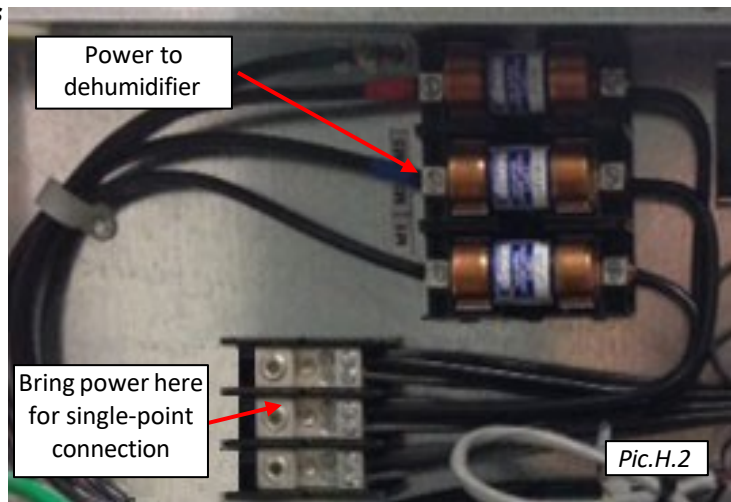 Power to
dehumidifier
Bring power here
for single-point
connection
Pic.H.2